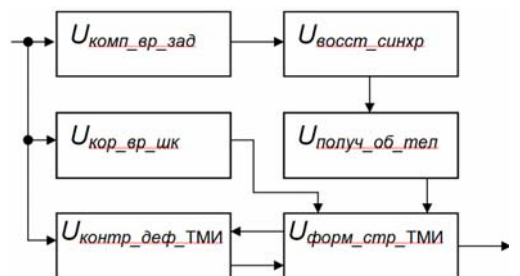 Uкомп_вр_зад
Uвосст_синхр
Uкор_вр_шк
Uполуч_об_тел
Uконтр_деф_ТМИ
Uформ_стр_ТМИ